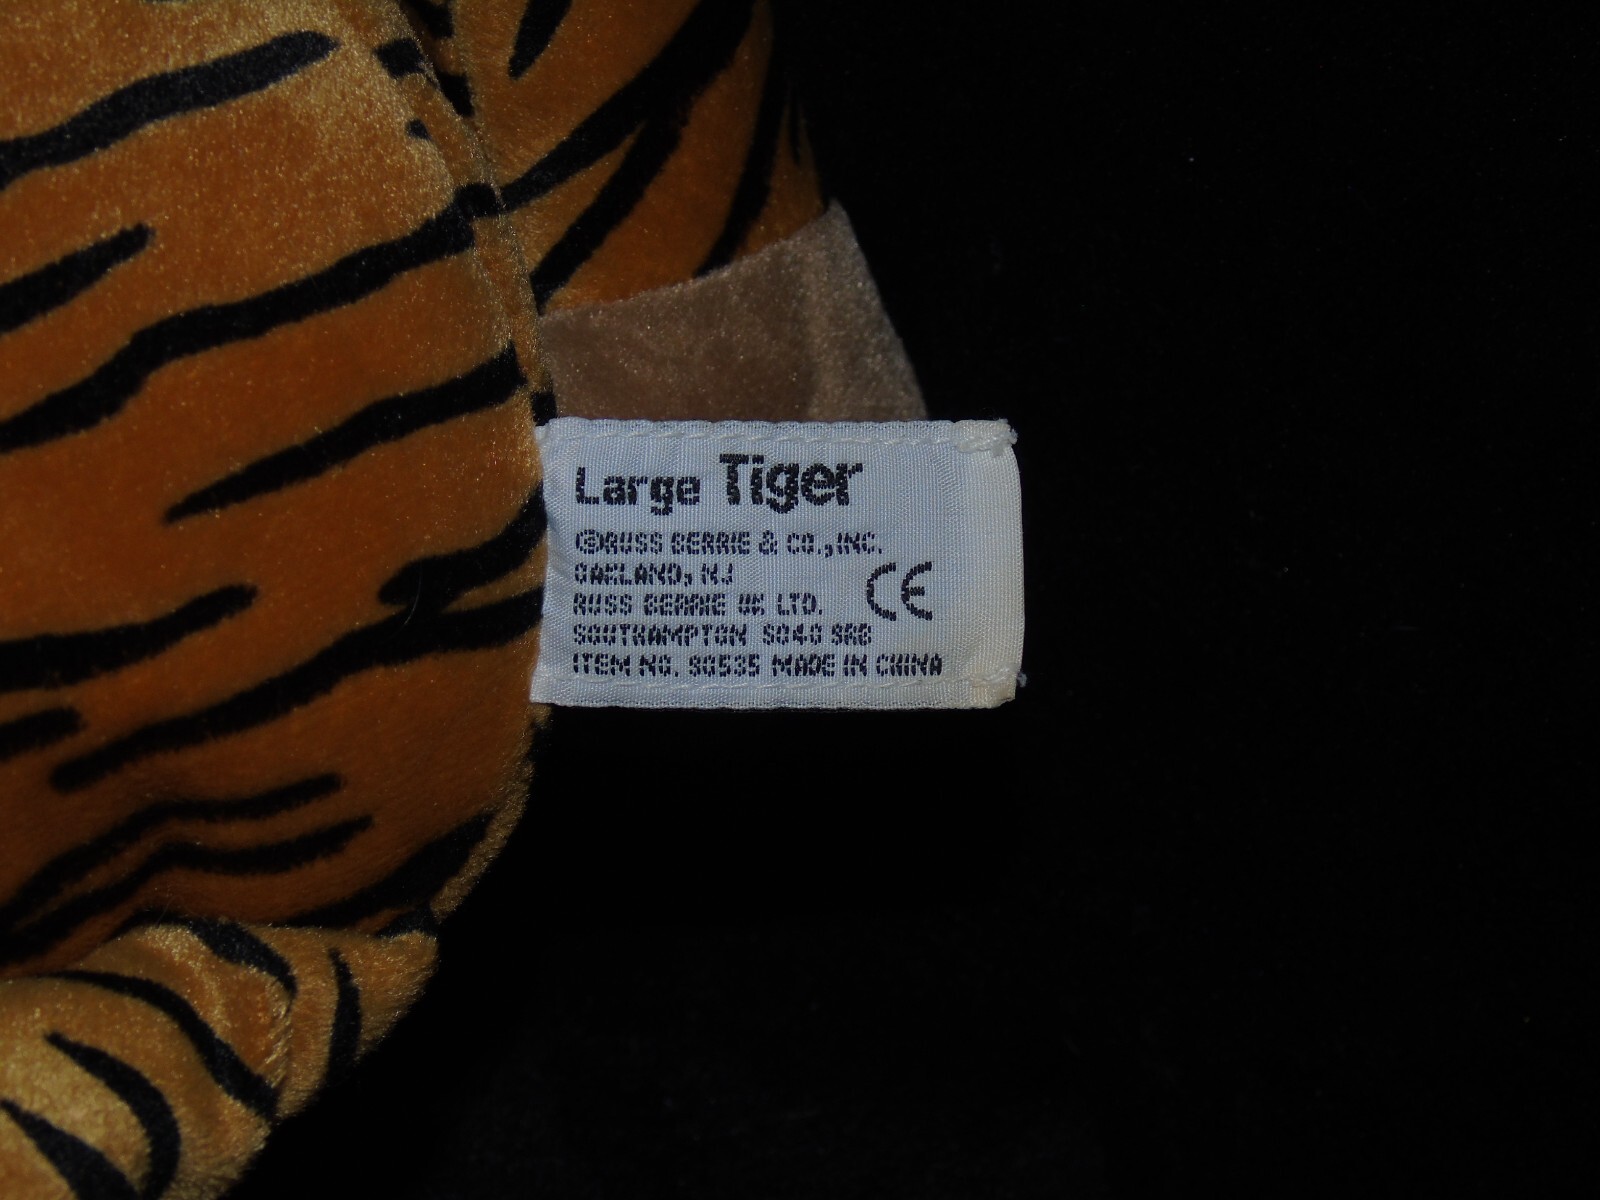 Large Tiger
©RUSS BERRIE & CO.,INC.
OAKLAND, NJ
RUSS BERRIE UK LTD. CE
SOUTHAMPTON SO40
ITEM NO. MADE IN CHINA